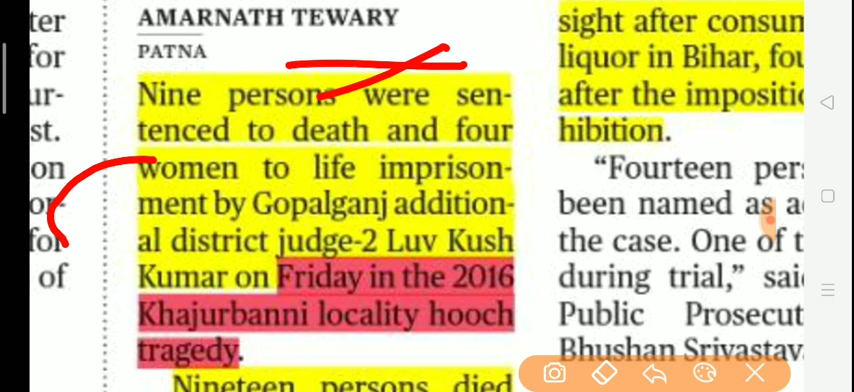 ter
for
ur-
st.
on
or-
for
of
AMARNATH TEWARY
PATNA
Nine persons were sen-
tenced to death and four
women to life imprison-
ment by Gopalganj addition-
al district judge-2 Luv Kush
Kumar on Friday in the 2016
Khajurbanni locality hooch
tragedy.
Nineteen persons died
sight after consum
liquor in Bihar, fou
after the impositio
hibition.
“Fourteen pers
been named as a
the case. One of t
during trial,” said
Public Prosecut
Bhushan Srivastav